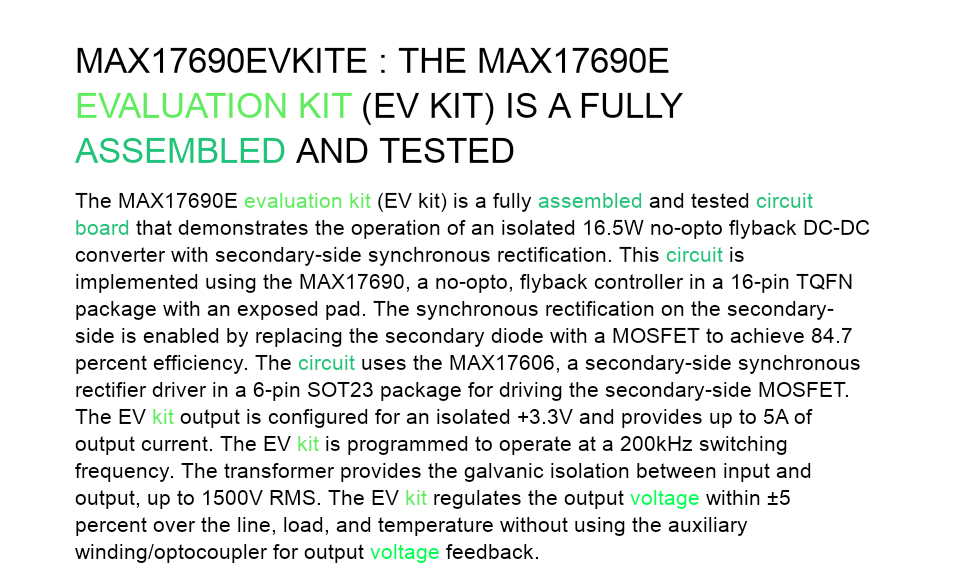 MAX17690EVKITE : THE MAX17690E
EVALUATION KIT (EV KIT) IS A FULLY
ASSEMBLED AND TESTED
The MAX17690E evaluation kit (EV kit) is a fully assembled and tested circuit
board that demonstrates the operation of an isolated 16.5W no-opto flyback DC-DC
converter with secondary-side synchronous rectification. This circuit is
implemented using the MAX17690, a no-opto, flyback controller in a 16-pin TQFN
package with an exposed pad. The synchronous rectification on the secondary-
side is enabled by replacing the secondary diode with a MOSFET to achieve 84.7
percent efficiency. The circuit uses the MAX17606, a secondary-side synchronous
rectifier driver in a 6-pin SOT23 package for driving the secondary-side MOSFET.
The EV kit output is configured for an isolated +3.3V and provides up to 5A of
output current. The EV kit is programmed to operate at a 200kHz switching
frequency. The transformer provides the galvanic isolation between input and
output, up to 1500V RMS. The EV kit regulates the output voltage within ±5
percent over the line, load, and temperature without using the auxiliary
winding/optocoupler for output voltage feedback.